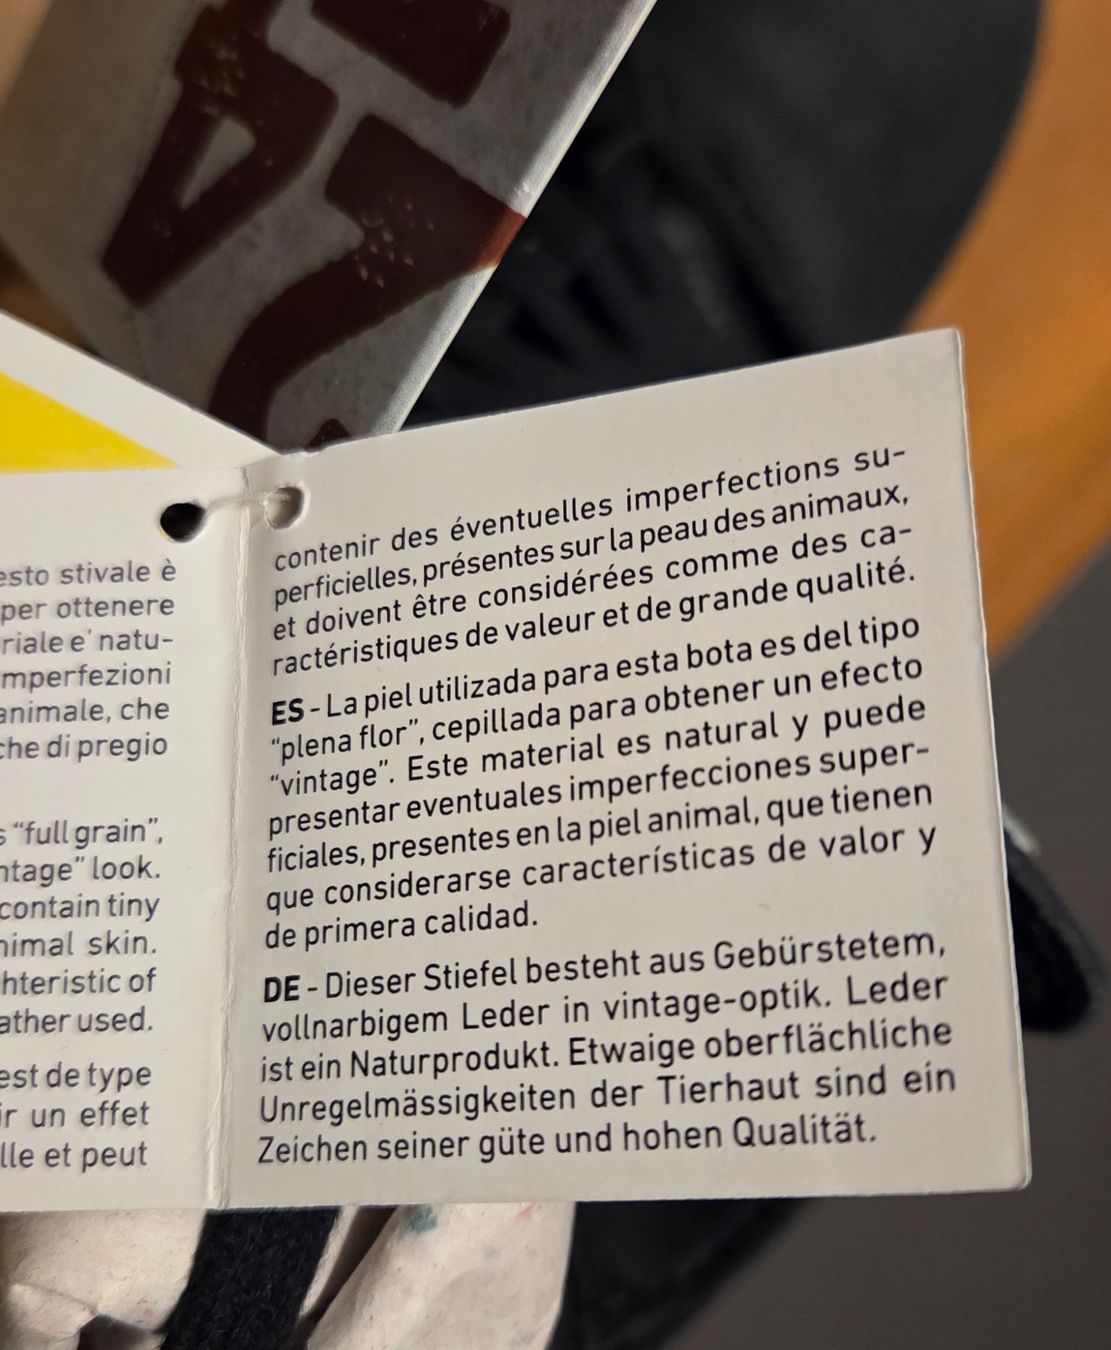 esto stivale è
per ottenere
riale e' natu-
mperfezioni
animale, che
che di pregio
s “full grain”,
ntage” look.
contain tiny
nimal skin.
hteristic of
ather used.
est de type
ir un effet
lle et peut
contenir des éventuelles imperfections su-
perficielles, présentes sur la peau des animaux,
et doivent être considérées comme des ca-
ractéristiques de valeur et de grande qualité.
ES - La piel utilizada para esta bota es del tipo
“plena flor”, cepillada para obtener un efecto
“vintage”. Este material es natural y puede
presentar eventuales imperfecciones super-
ficiales, presentes en la piel animal, que tienen
que considerarse características de valor y
de primera calidad.
DE - Dieser Stiefel besteht aus Gebürstetem,
vollnarbigem Leder in vintage-optik. Leder
ist ein Naturprodukt. Etwaige oberflächliche
Unregelmässigkeiten der Tierhaut sind ein
Zeichen seiner güte und hohen Qualität.